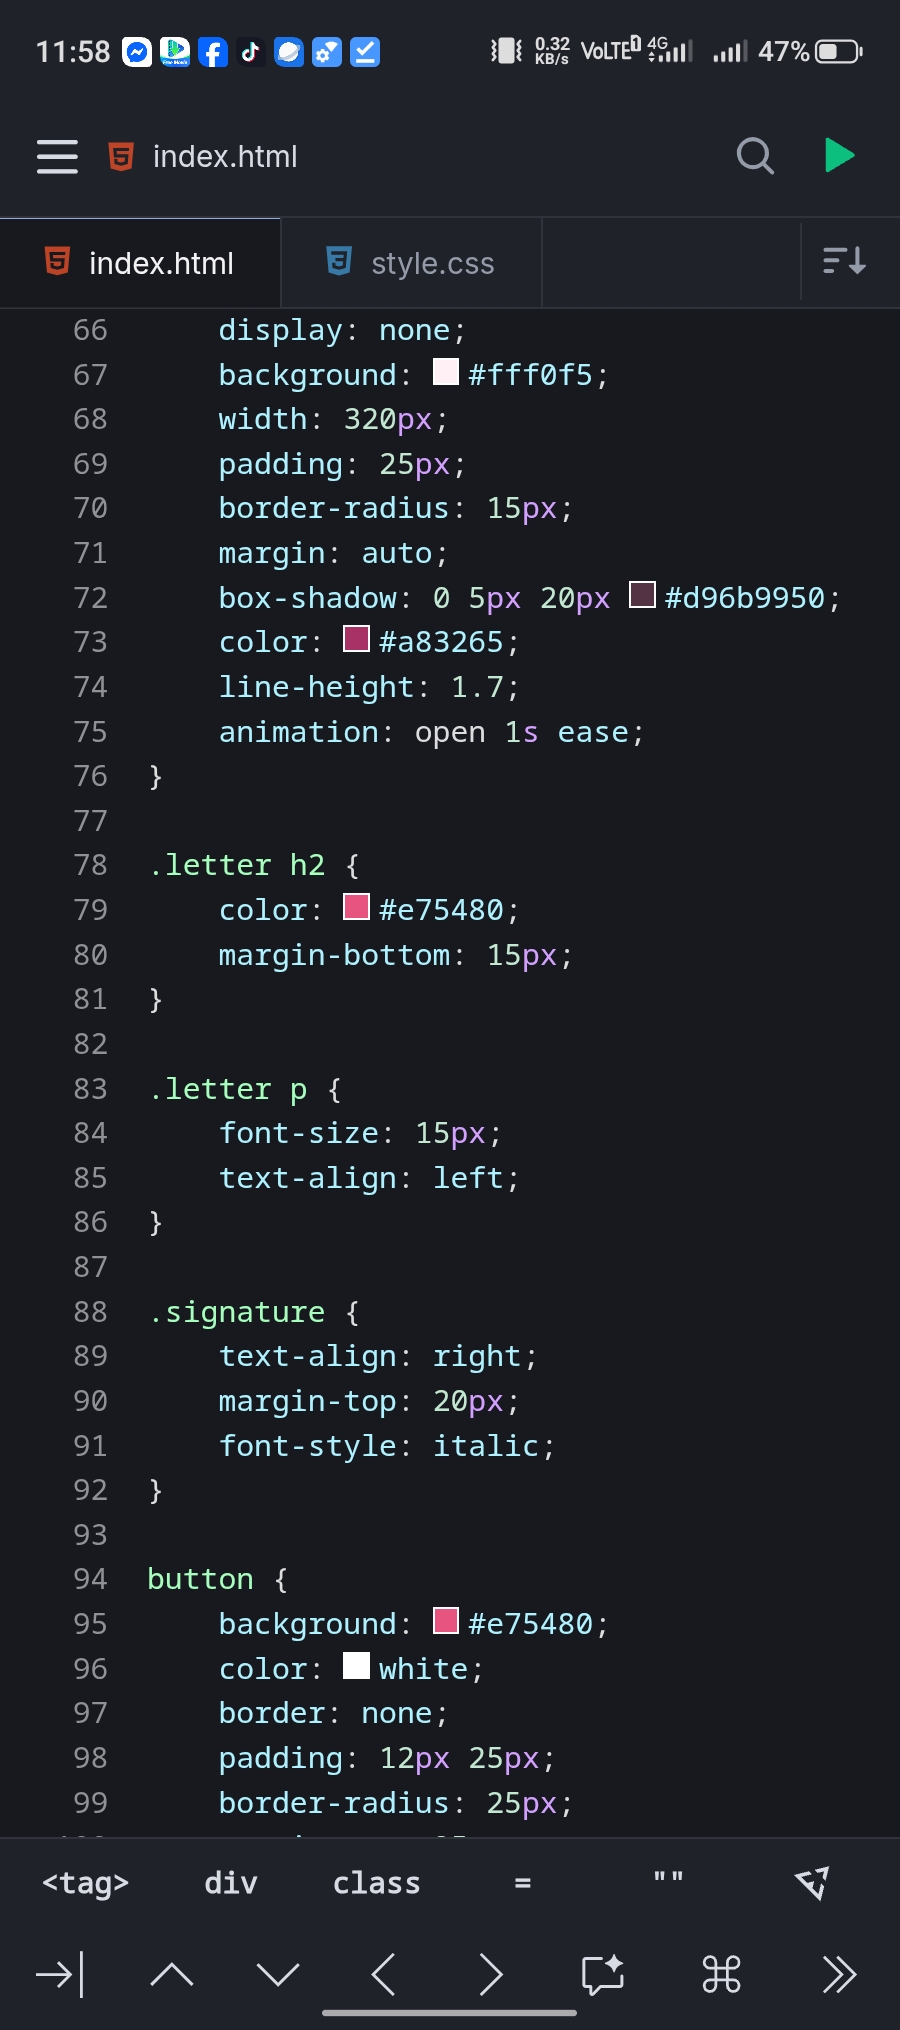 11:58 0.32 KB/s VoLTE 4G 47%
index.html
index.html style.css
66 display: none;
67 background: #fff0f5;
68 width: 320px;
69 padding: 25px;
70 border-radius: 15px;
71 margin: auto;
72 box-shadow: 0 5px 20px #d96b9950;
73 color: #a83265;
74 line-height: 1.7;
75 animation: open 1s ease;
76 }
77
78 .letter h2 {
79 color: #e75480;
80 margin-bottom: 15px;
81 }
82
83 .letter p {
84 font-size: 15px;
85 text-align: left;
86 }
87
88 .signature {
89 text-align: right;
90 margin-top: 20px;
91 font-style: italic;
92 }
93
94 button {
95 background: #e75480;
96 color: white;
97 border: none;
98 padding: 12px 25px;
99 border-radius: 25px;
<tag> div class = ""